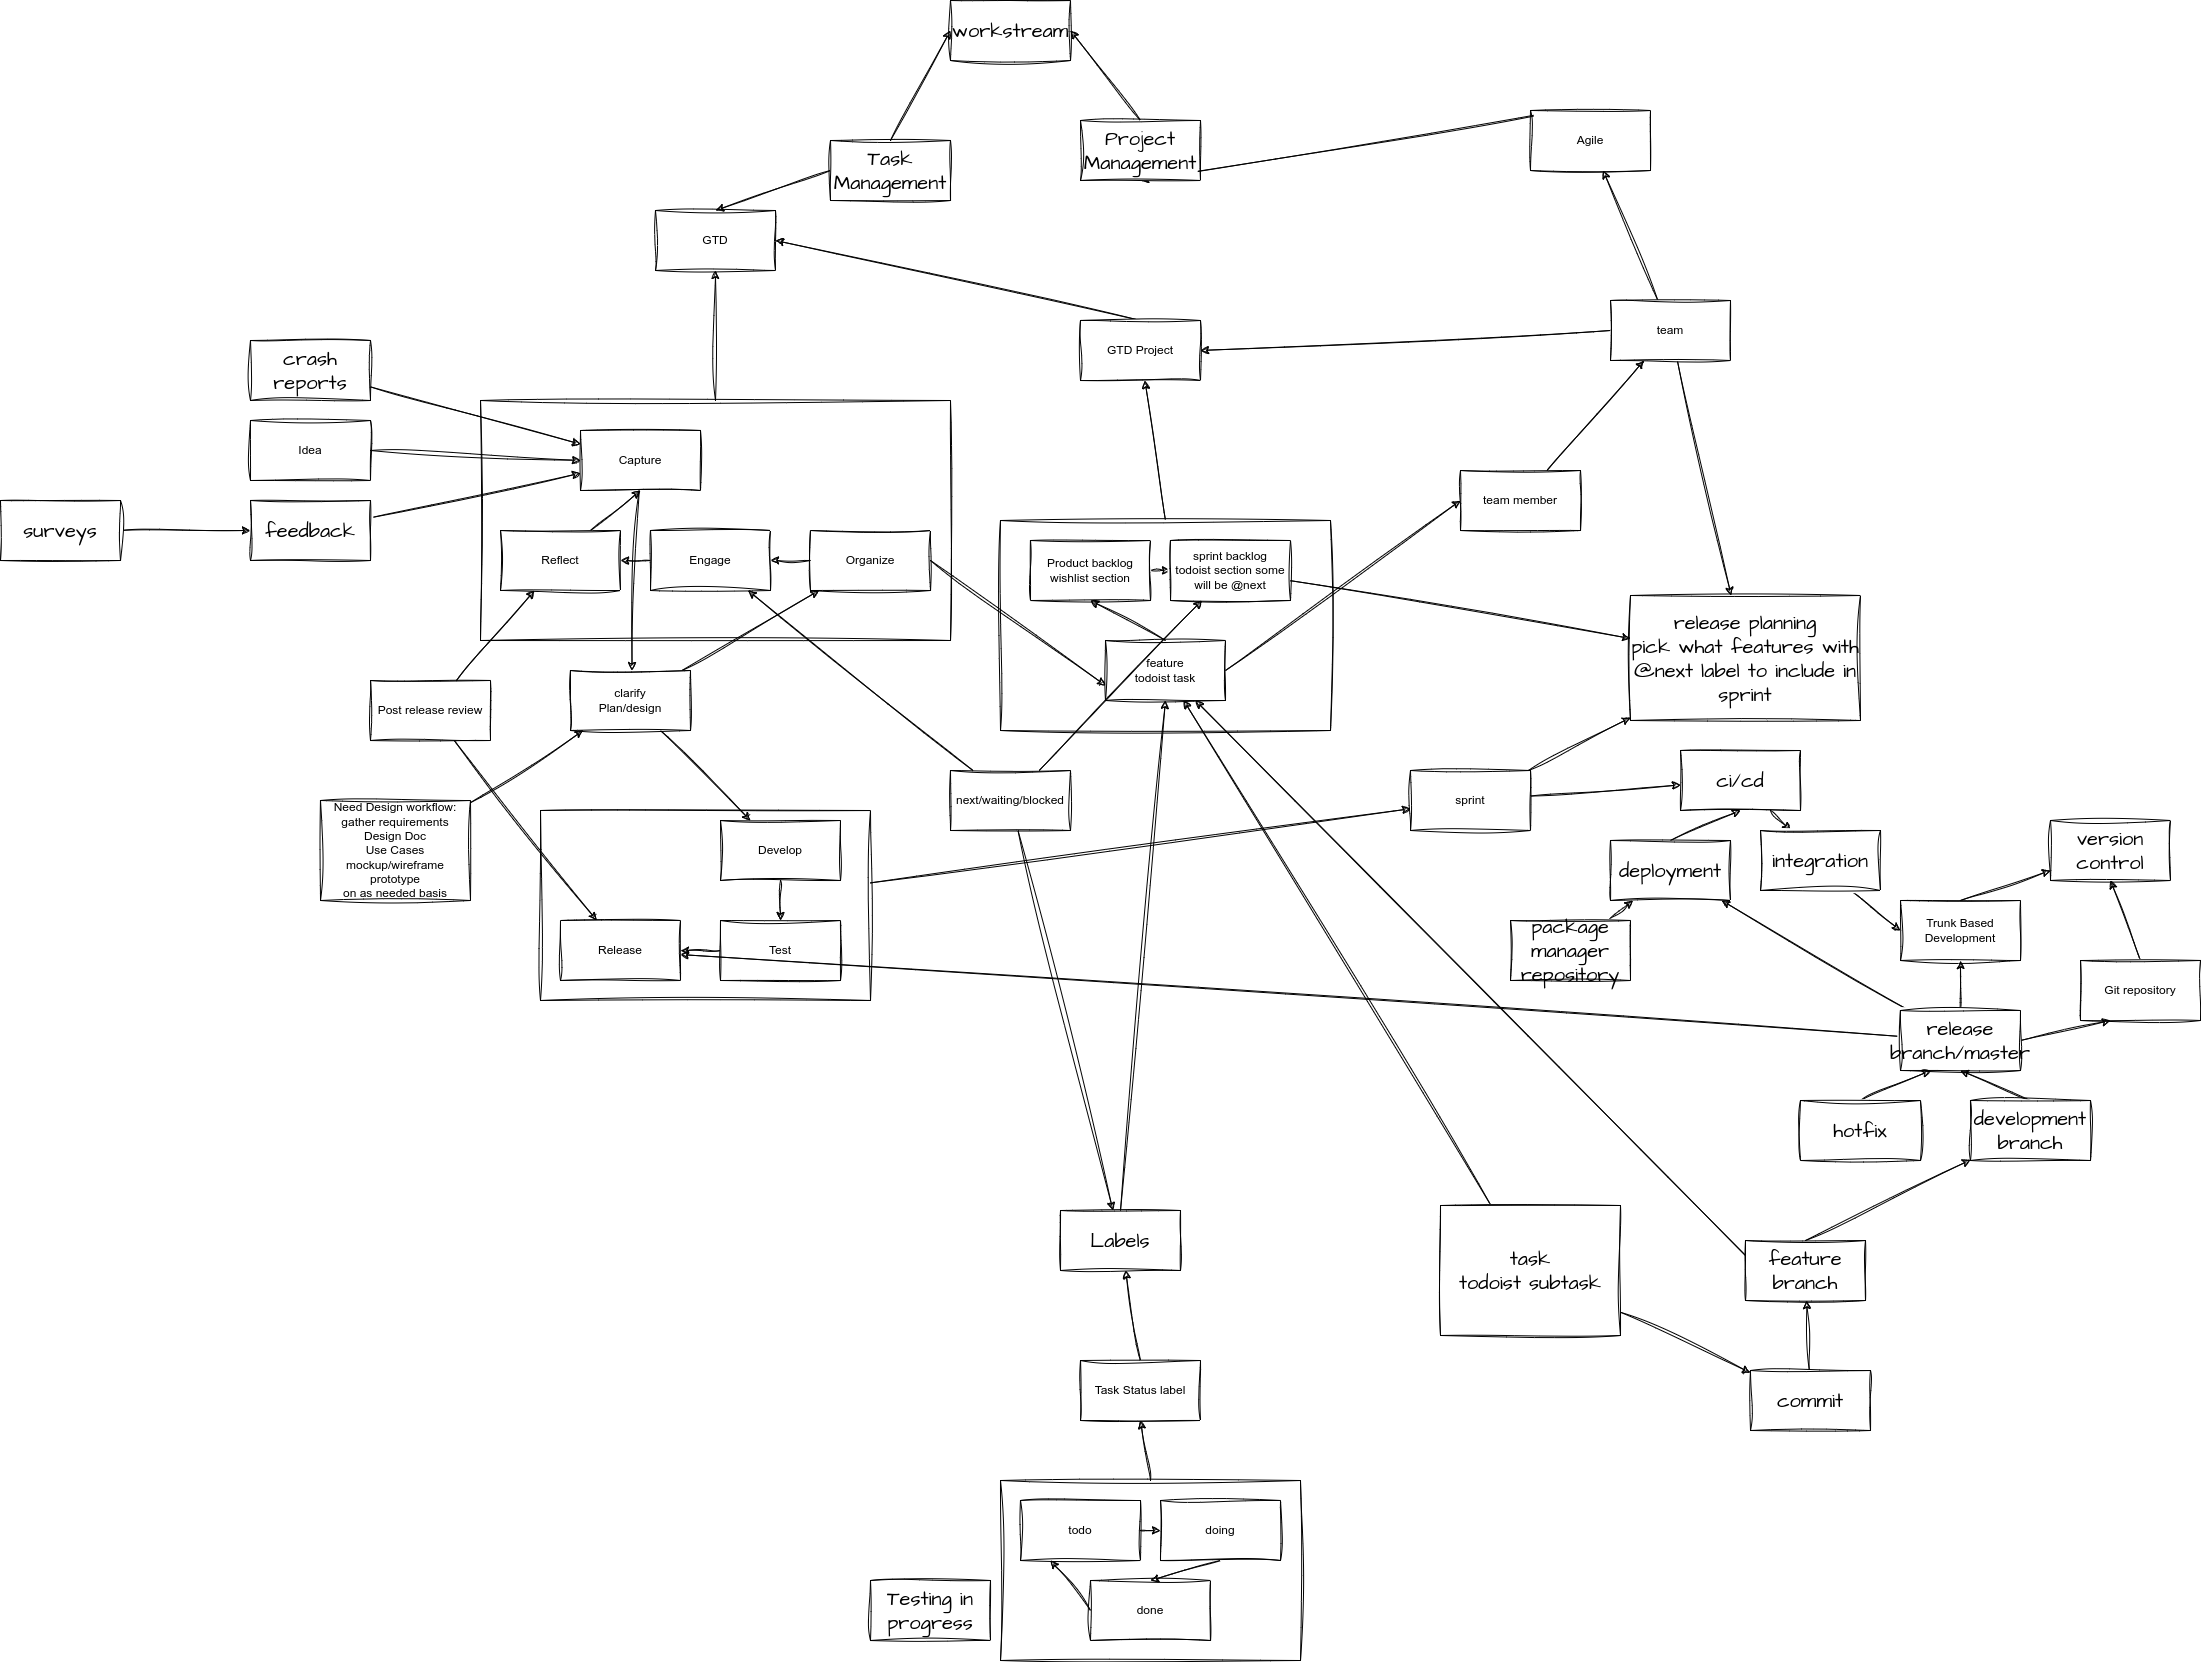 workstream
Project
Management
Agile
Task
Management
GTD
team
GTD Project
crash
reports
Idea
Capture
surveys
feedback
team member
Reflect
Engage
Organize
Product backlog
wishlist section
sprint backlog
todoist section some
will be @next
release planning
pick what features with
@next label to include in
sprint
feature
todoist task
Post release review
clarify
Plan/design
next/waiting/blocked
sprint
ci/cd
Need Design workflow:
gather requirements
Design Doc
Use Cases
mockup/wireframe
prototype
on as needed basis
Develop
deployment
integration
version
control
Release
Test
package
manager
repository
Trunk Based
Development
Git repository
release
branch/master
hotfix
development
branch
Labels
task
todoist subtask
feature
branch
Task Status label
commit
todo
doing
done
Testing in
progress